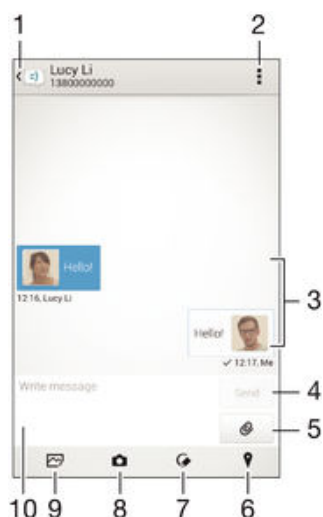 1 2
Lucy Li
13800000000
Hello!
12:16, Lucy Li
3
Hello!
12:17, Me
Write message
Send
4
5
10 9 8 7 6